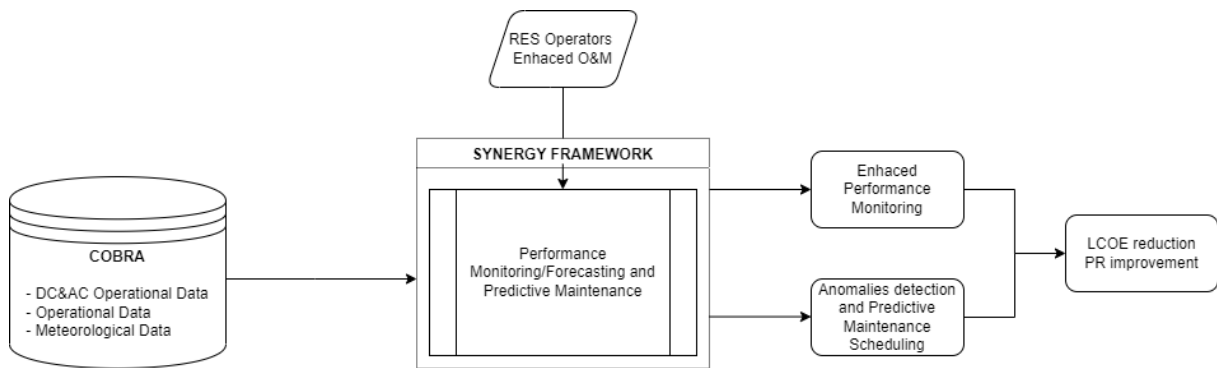 RES Operators
Enhaced O&M
SYNERGY FRAMEWORK
COBRA
- DC&AC Operational Data
- Operational Data
- Meteorological Data
Performance
Monitoring/Forecasting and
Predictive Maintenance
Enhaced
Performance
Monitoring
Anomalies detection
and Predictive
Maintenance
Scheduling
LCOE reduction
PR improvement